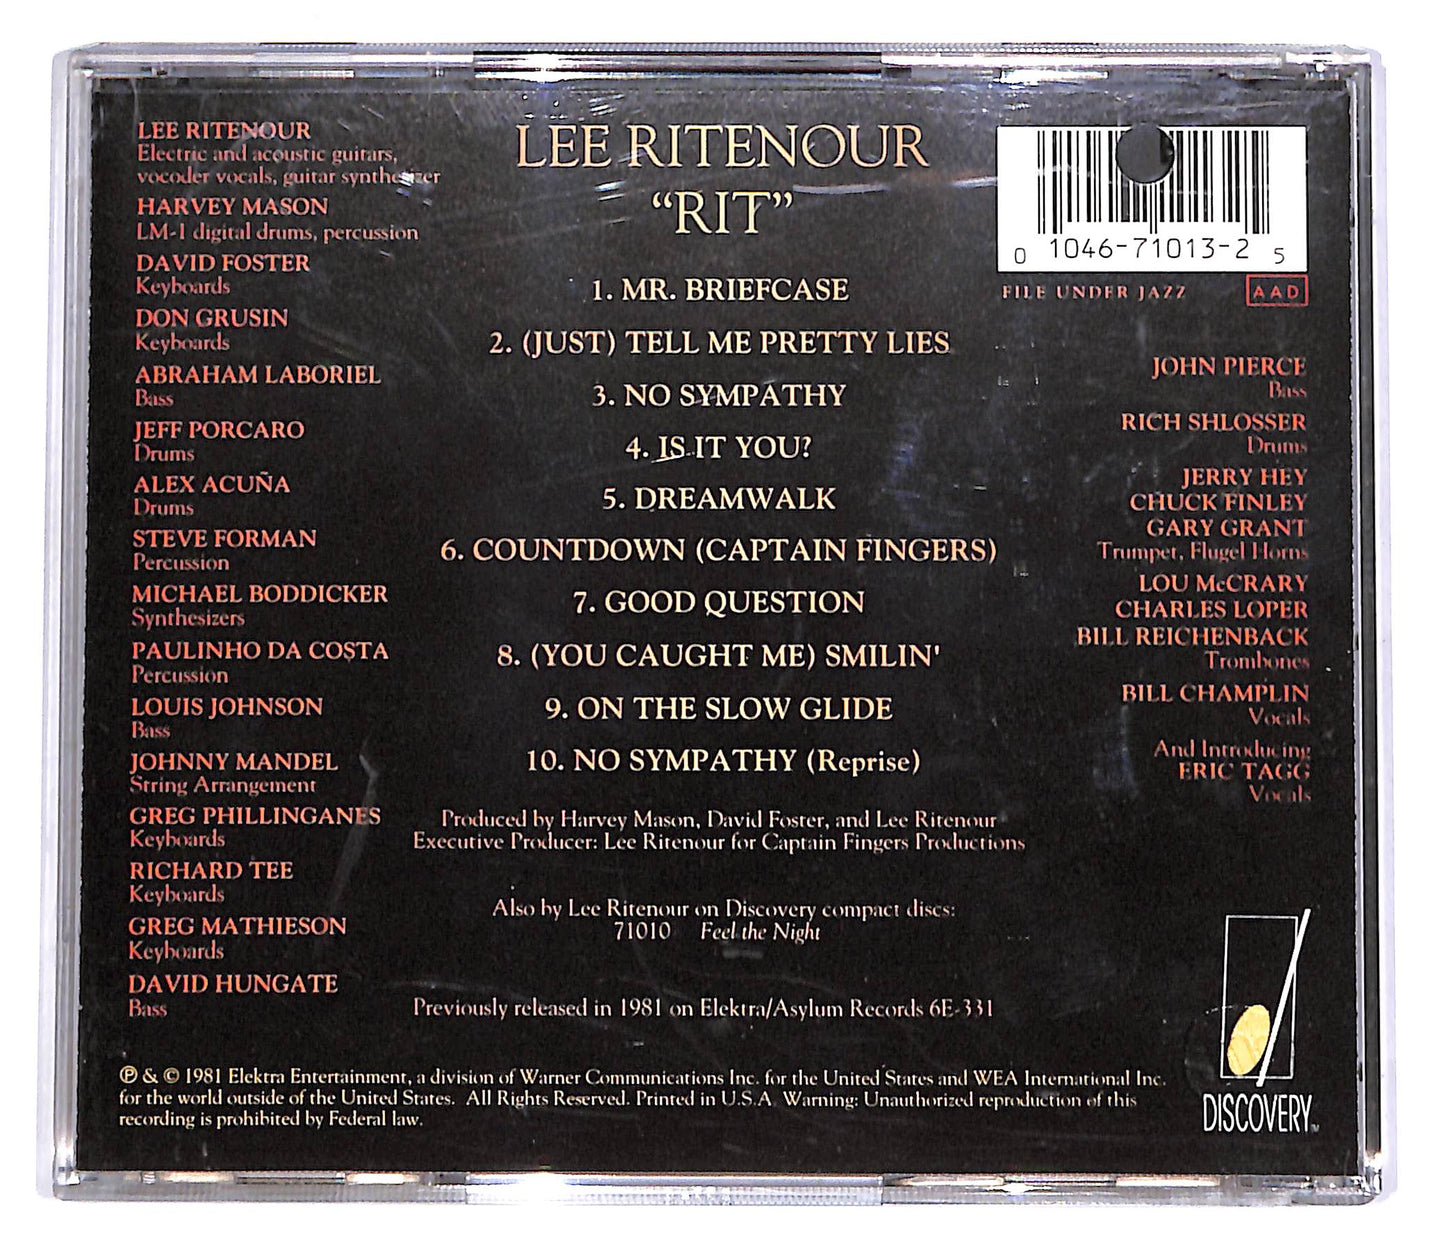 LEE RITENOUR
Electric and acoustic guitars,
vocoder vocals, guitar synthesizer
HARVEY MASON
LM-1 digital drums, percussion
DAVID FOSTER
Keyboards
DON GRUSIN
Keyboards
ABRAHAM LABORIEL
Bass
JEFF PORCARO
Drums
ALEX ACUÑA
Drums
STEVE FORMAN
Percussion
MICHAEL BODDICKER
Synthesizers
PAULINHO DA COSTA
Percussion
LOUIS JOHNSON
Bass
JOHNNY MANDEL
String Arrangement
GREG PHILLINGANES
Keyboards
RICHARD TEE
Keyboards
GREG MATHIESON
Keyboards
DAVID HUNGATE
Bass
LEE RITENOUR
“RIT”
1. MR. BRIEFCASE
2. (JUST) TELL ME PRETTY LIES
3. NO SYMPATHY
4. IS IT YOU?
5. DREAMWALK
6. COUNTDOWN (CAPTAIN FINGERS)
7. GOOD QUESTION
8. (YOU CAUGHT ME) SMILIN'
9. ON THE SLOW GLIDE
10. NO SYMPATHY (Reprise)
Produced by Harvey Mason, David Foster, and Lee Ritenour
Executive Producer: Lee Ritenour for Captain Fingers Productions
Also by Lee Ritenour on Discovery compact discs:
71010 Feel the Night
Previously released in 1981 on Elektra/Asylum Records 6E-331
0 1046-71013-2 5
FILE UNDER JAZZ AAD
JOHN PIERCE
Bass
RICH SHLOSSER
Drums
JERRY HEY
CHUCK FINLEY
GARY GRANT
Trumpet, Flugel Horns
LOU McCRARY
CHARLES LOPER
BILL REICHENBACK
Trombones
BILL CHAMPLIN
Vocals
And Introducing
ERIC TAGG
Vocals
℗ & © 1981 Elektra Entertainment, a division of Warner Communications Inc. for the United States and WEA International Inc.
for the world outside of the United States. All Rights Reserved. Printed in U.S.A. Warning: Unauthorized reproduction of this
recording is prohibited by Federal law.
DISCOVERY™